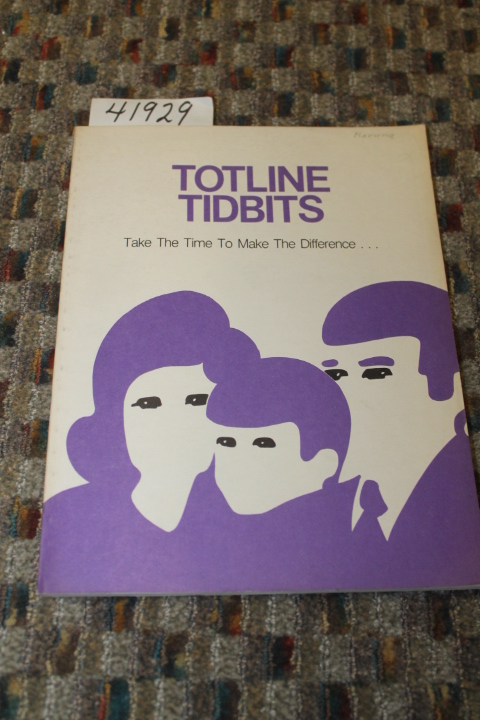 41929
TOTLINE
TIDBITS
Take The Time To Make The Difference . . .